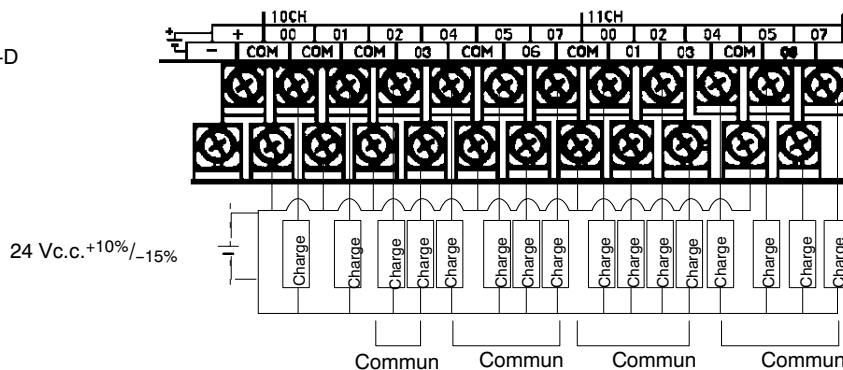 10CH 11CH
+ 00 01 02 04 05 07 00 02 04 05 07
-D
– COM COM COM 03 COM 06 COM 01 03 COM 06
24 Vc.c.+10%/–15%
Charge Charge Charge Charge Charge Charge Charge Charge Charge Charge Charge Charge Charge Charge Charge Charge
Commun Commun Commun Commun